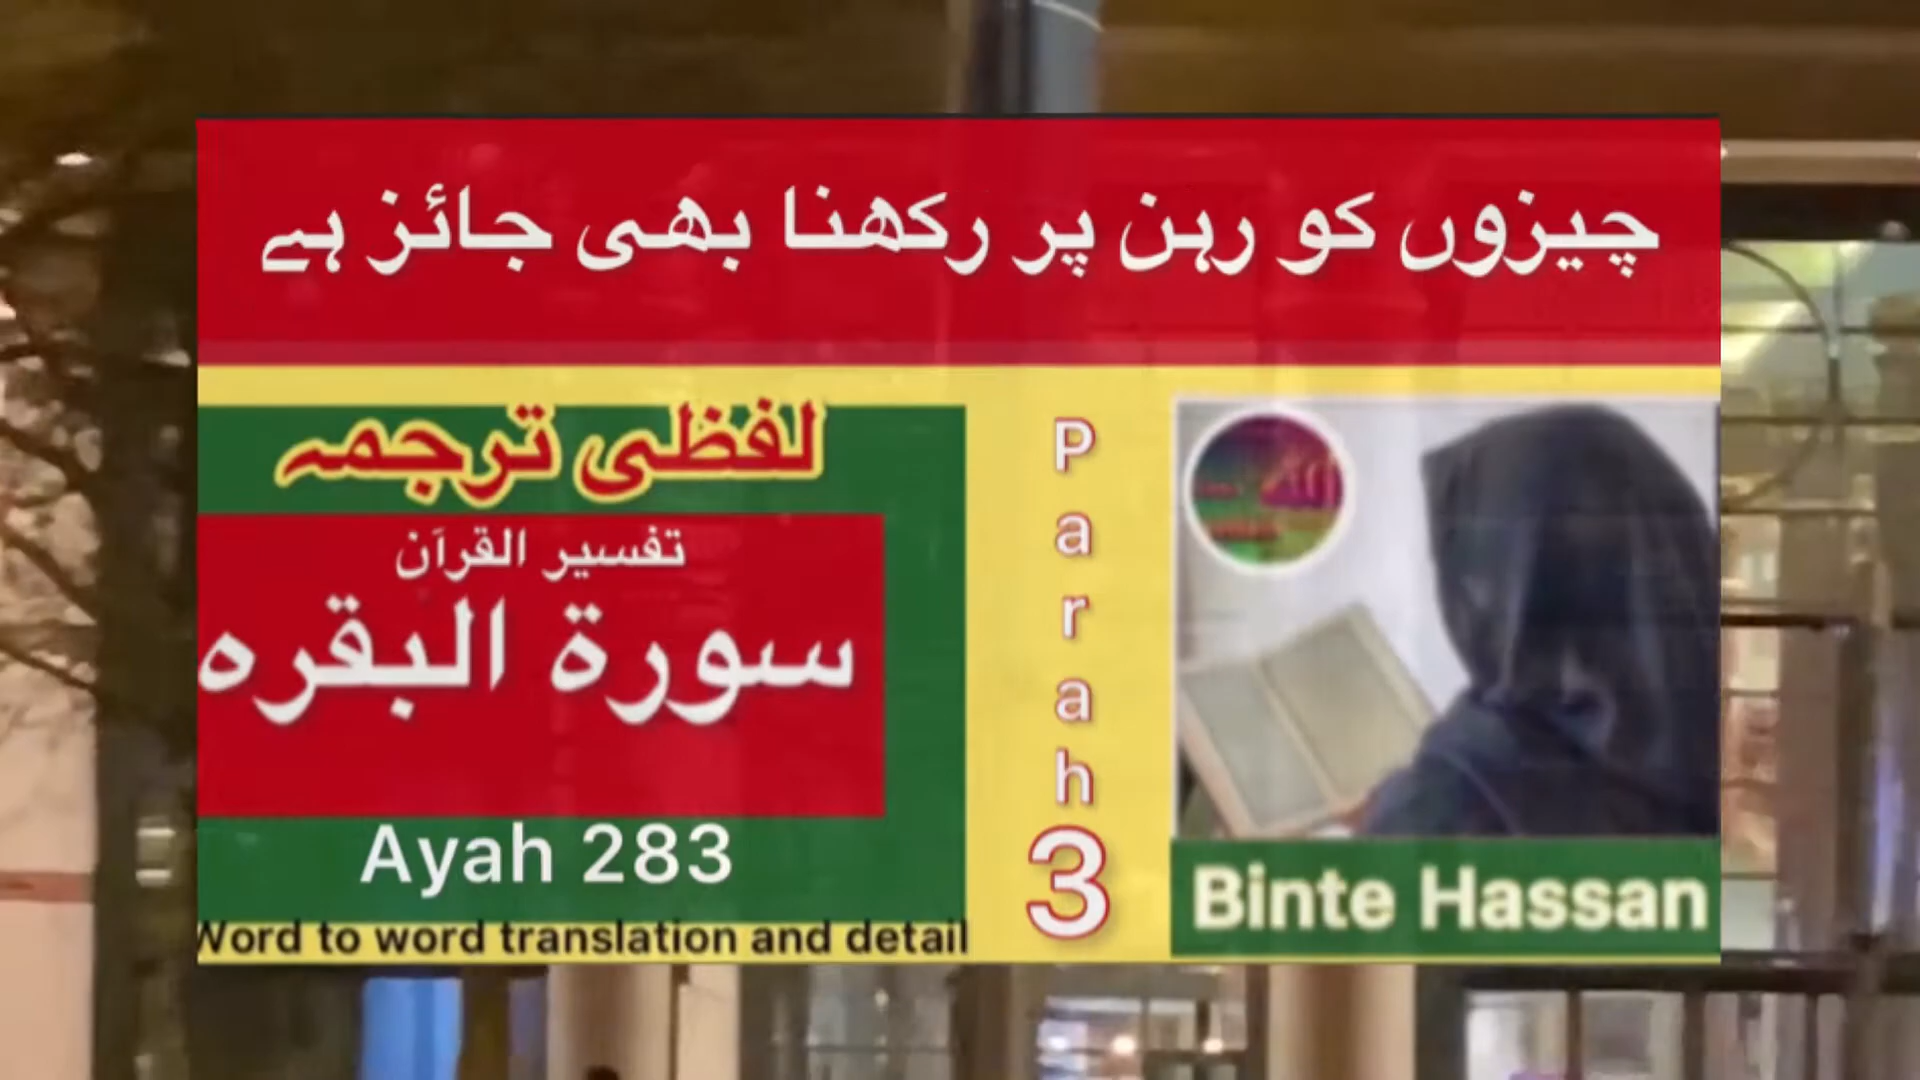 چیزوں کو رہن پر رکھنا بھی جائز ہے
لفظی ترجمہ
تفسیر القرآن
سورة البقرہ
Ayah 283
Word to word translation and detail
Parah
3
Binte Hassan